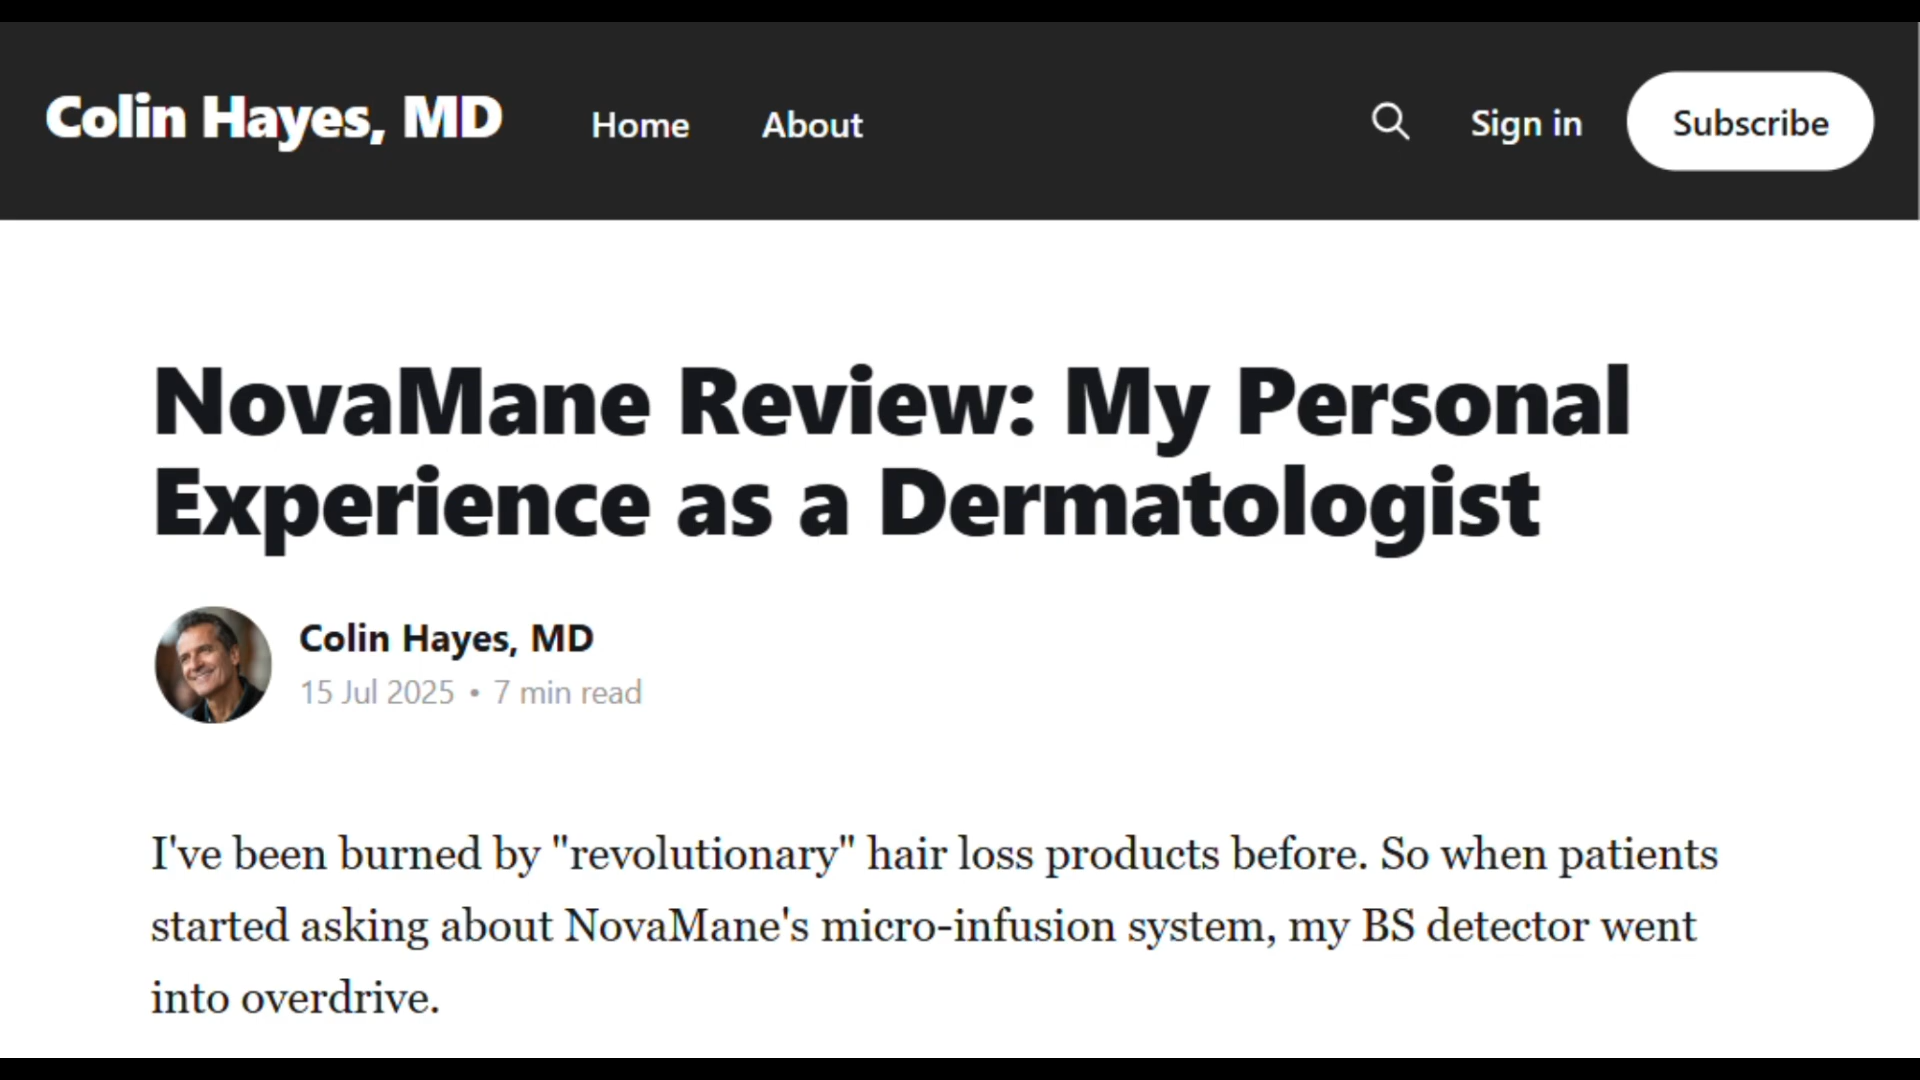 Colin Hayes, MD Home About Sign in Subscribe
NovaMane Review: My Personal
Experience as a Dermatologist
Colin Hayes, MD
15 Jul 2025 • 7 min read
I've been burned by "revolutionary" hair loss products before. So when patients
started asking about NovaMane's micro-infusion system, my BS detector went
into overdrive.